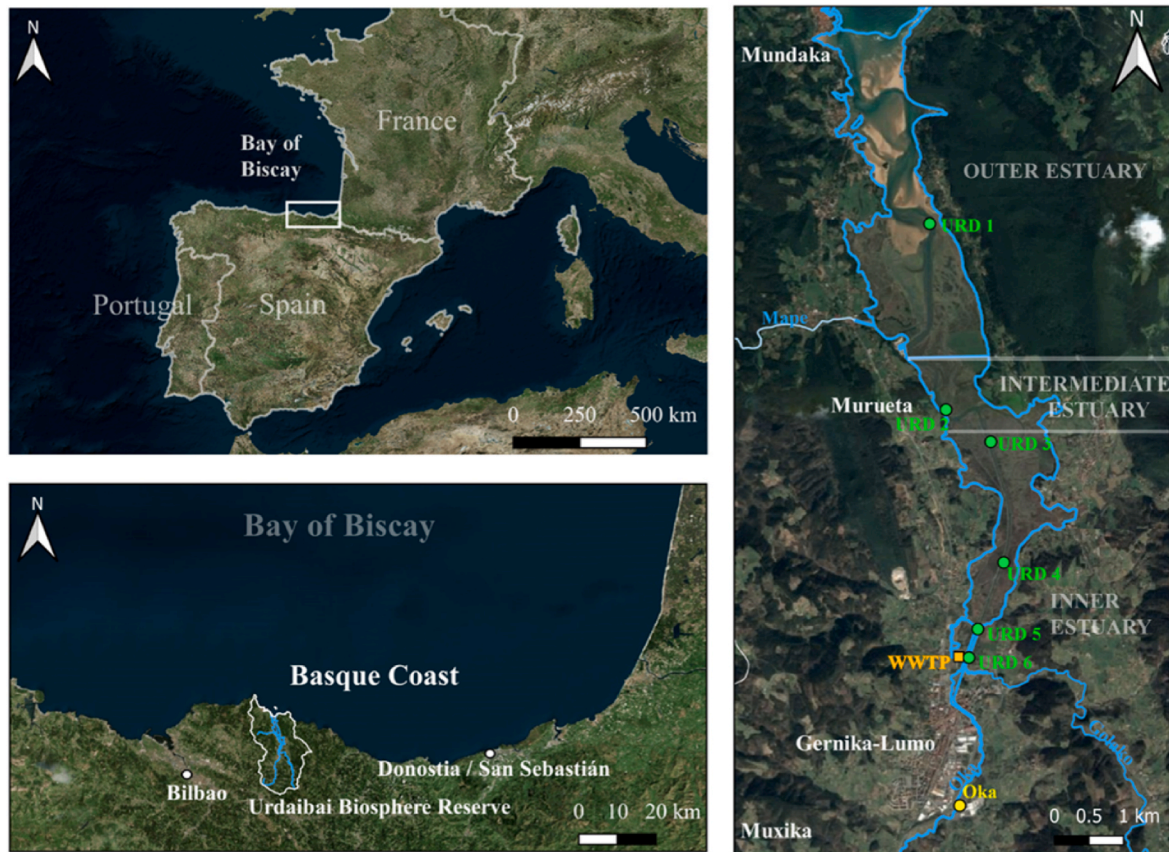 N
France
Bay of
Biscay
Portugal
Spain
0 250 500 km
N
Bay of Biscay
Basque Coast
Donostia / San Sebastián
Bilbao
Urdaibai Biosphere Reserve
0 10 20 km
N
Mundaka
OUTER ESTUARY
URD 1
Mape
INTERMEDIATE
ESTUARY
Murueta
URD 2
URD 3
URD 4
INNER
ESTUARY
URD 5
WWTP
URD 6
Golako
Gernika-Lumo
Oka
Oka
Muxika
0 0.5 1 km